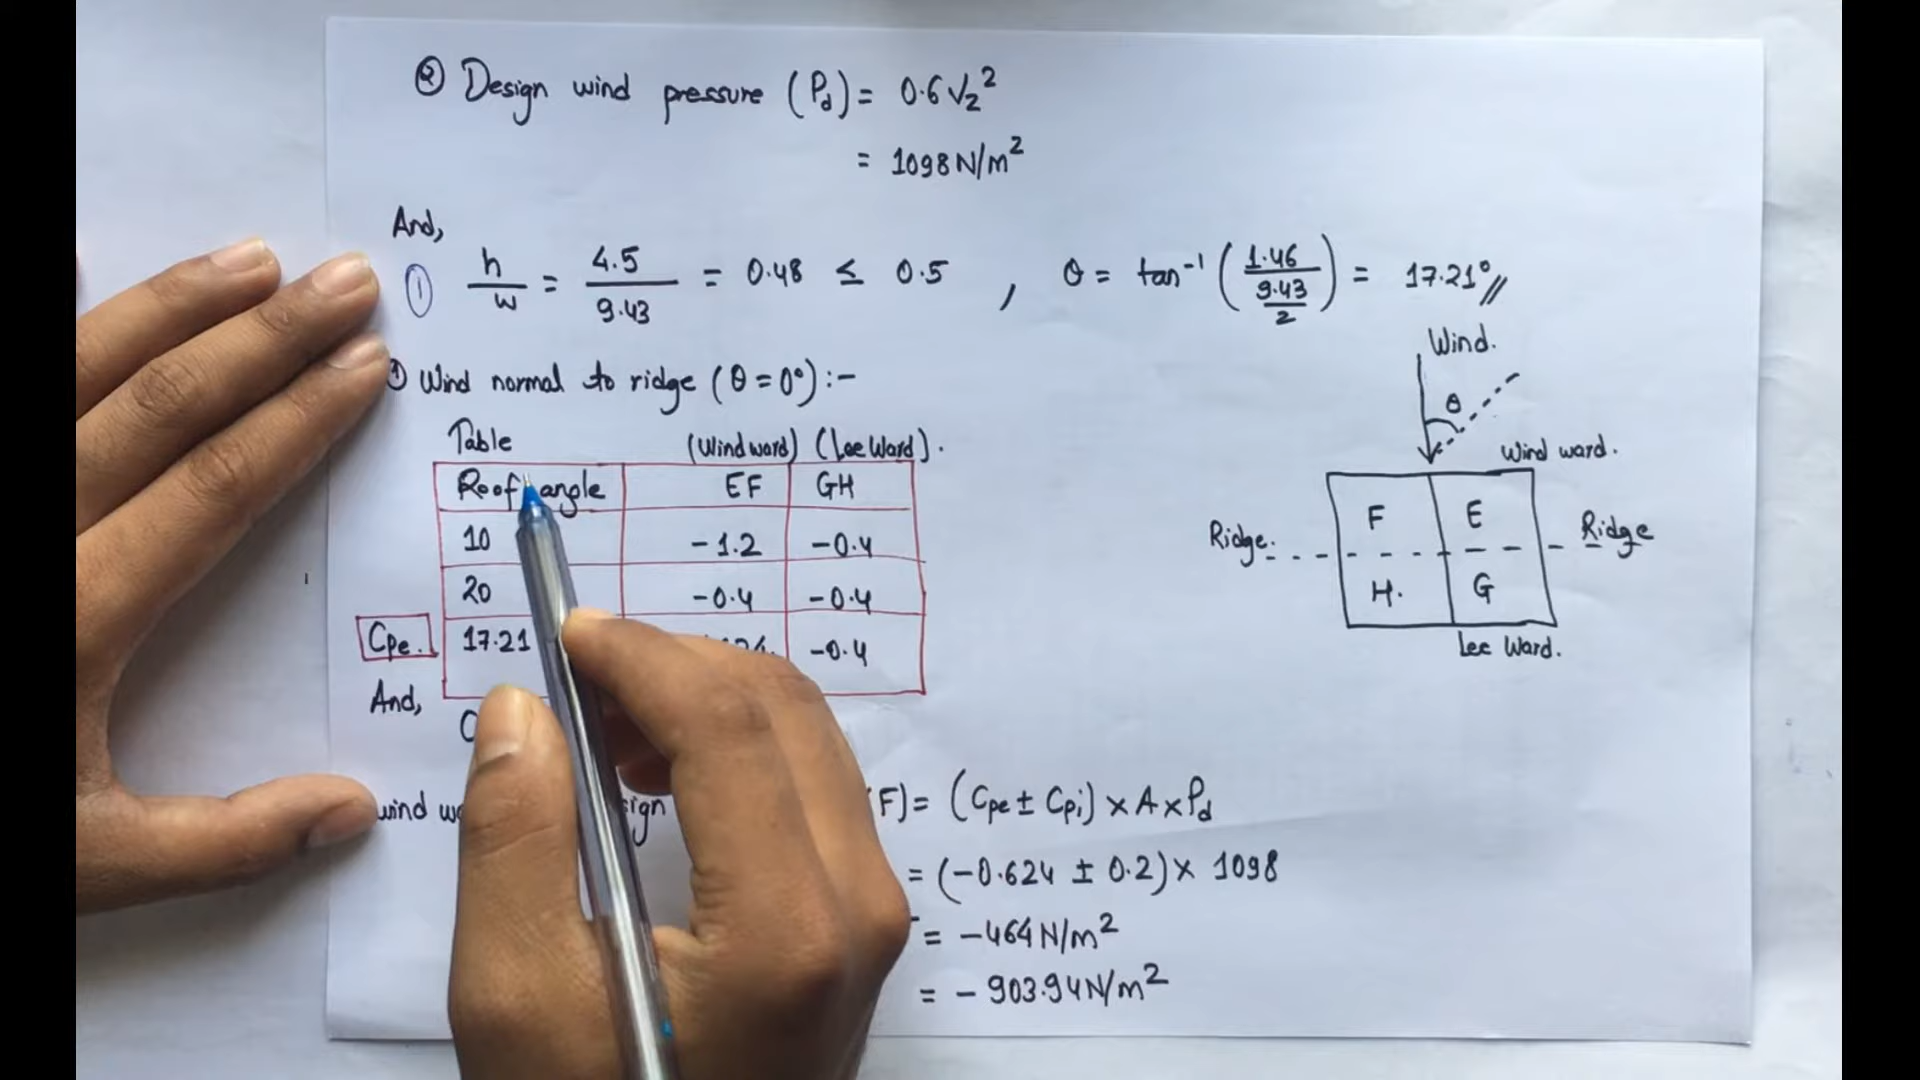 ② Design wind pressure (Pd) = 0.6 Vz²
= 1098 N/m²
And,
① h/w = 4.5/9.43 = 0.48 ≤ 0.5 , θ = tan⁻¹ (1.46/(9.43/2)) = 17.21°//
Wind.
θ
① Wind normal to ridge (θ = 0°) :-
Table (Wind ward) (Lee Ward).
Roof angle EF GH
10 -1.2 -0.4
20 -0.4 -0.4
Cpe. 17.21 -0.4
Wind ward.
F E
Ridge. Ridge
H. G
Lee Ward.
And,
wind
(F) = (Cpe ± Cpi) × A × Pd
= (-0.624 ± 0.2) × 1098
= -464 N/m²
= - 903.94 N/m²